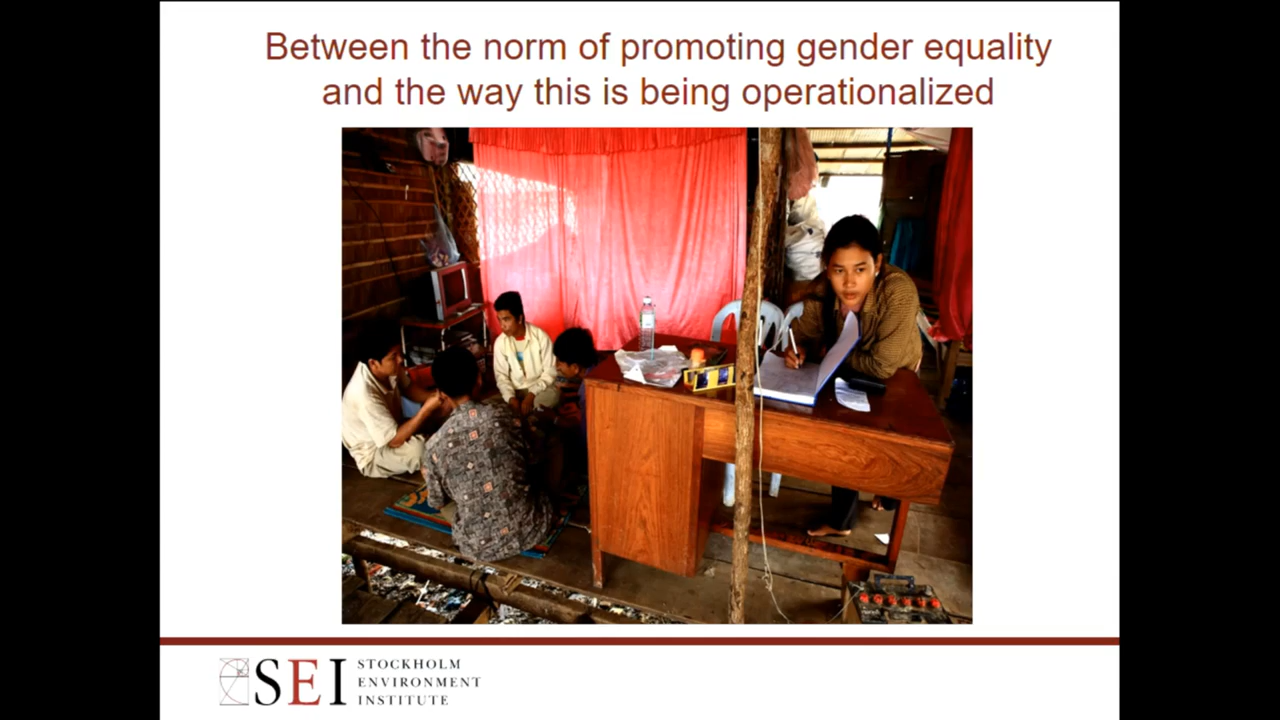 Between the norm of promoting gender equality
and the way this is being operationalized
SEI
STOCKHOLM
ENVIRONMENT
INSTITUTE